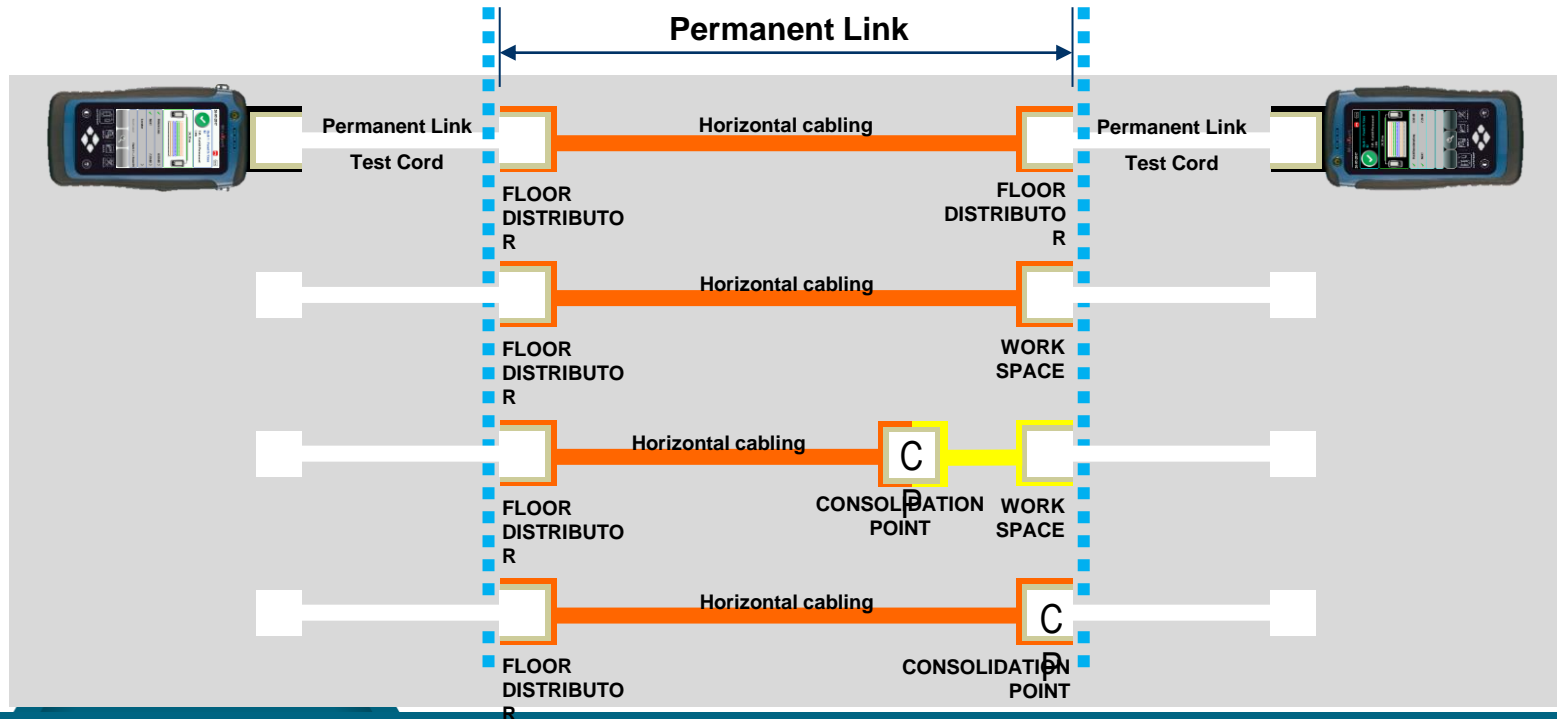 Permanent Link
Permanent Link
Test Cord
Horizontal cabling
Permanent Link
Test Cord
FLOOR
DISTRIBUTO
R
FLOOR
DISTRIBUTO
R
Horizontal cabling
FLOOR
DISTRIBUTO
R
WORK
SPACE
Horizontal cabling
C
P
FLOOR
DISTRIBUTO
R
CONSOLIDATION
POINT
WORK
SPACE
Horizontal cabling
C
P
FLOOR
DISTRIBUTO
R
CONSOLIDATION
POINT